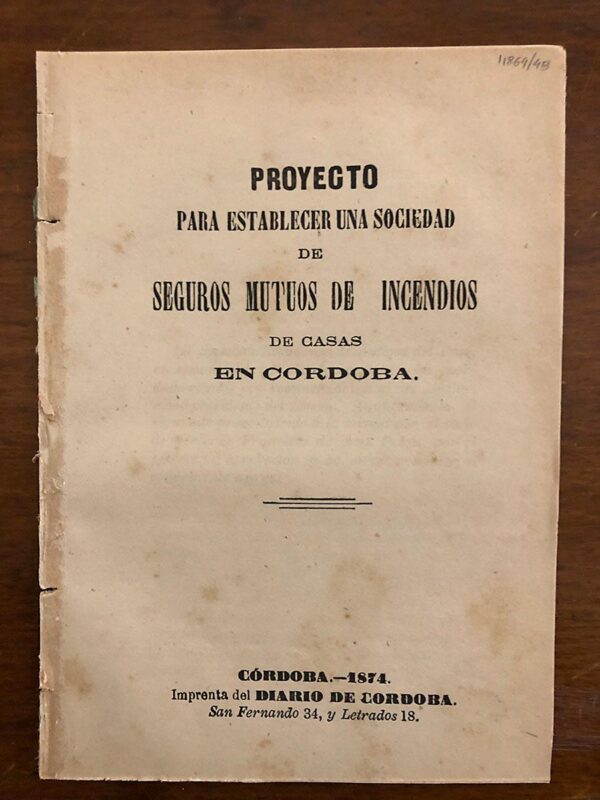 11864/48
PROYECTO
PARA ESTABLECER UNA SOCIEDAD
DE
SEGUROS MUTUOS DE INCENDIOS
DE CASAS
EN CORDOBA.
CÓRDOBA.—1874.
Imprenta del DIARIO DE CORDOBA.
San Fernando 34, y Letrados 18.